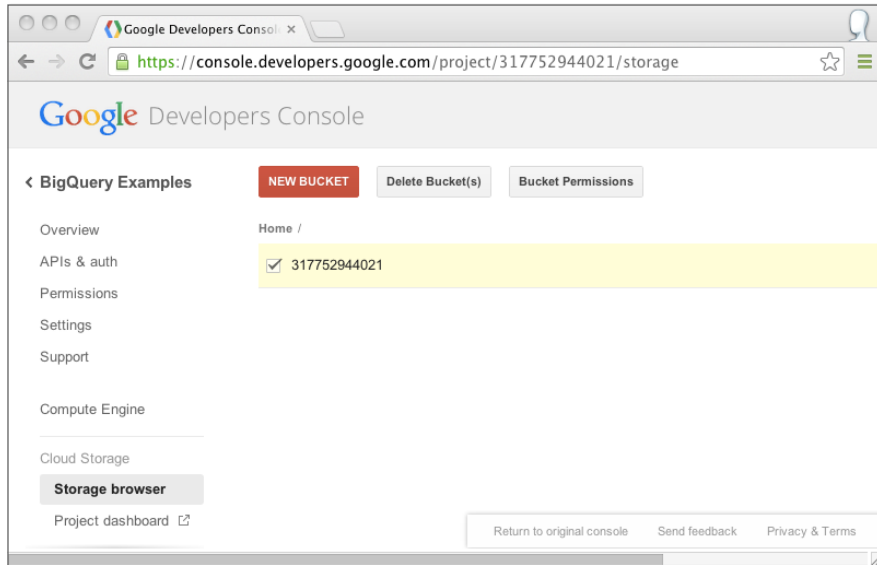 Google Developers Consol
https://console.developers.google.com/project/317752944021/storage
Google Developers Console
BigQuery Examples
NEW BUCKET Delete Bucket(s) Bucket Permissions
Overview
Home /
APIs & auth
317752944021
Permissions
Settings
Support
Compute Engine
Cloud Storage
Storage browser
Project dashboard
Return to original console Send feedback Privacy & Terms